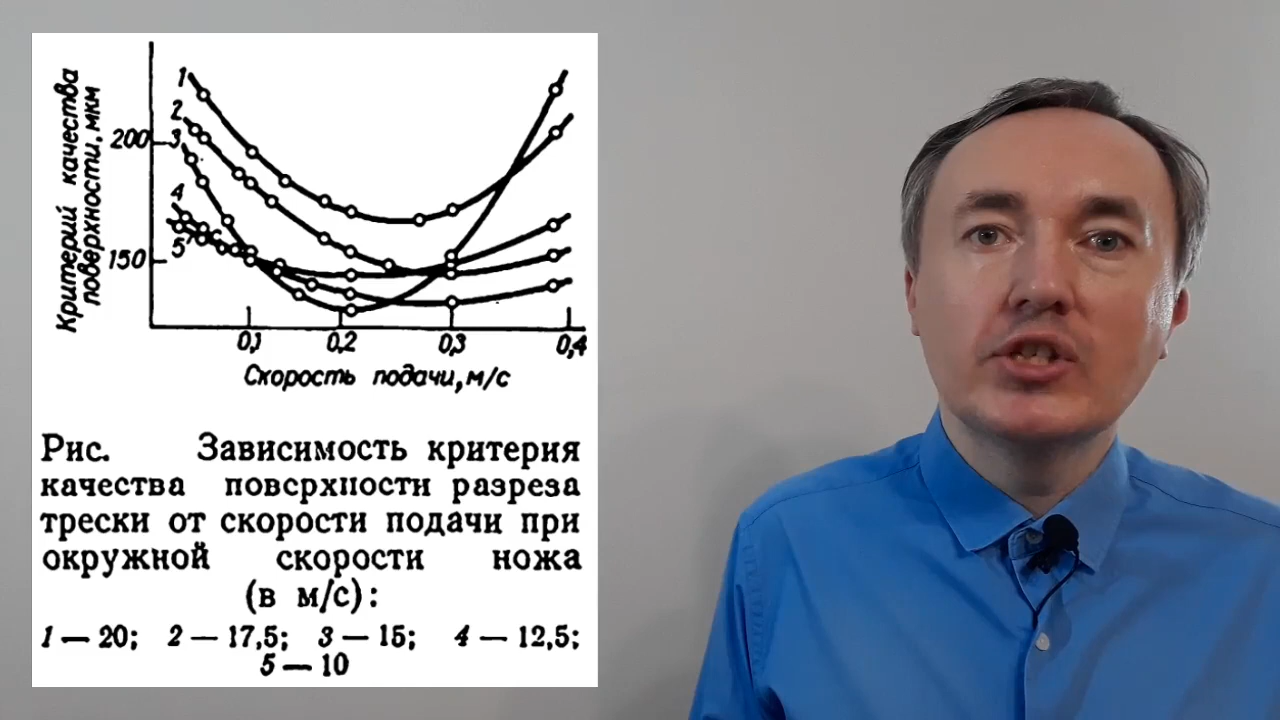 Критерий качества
поверхности, мкм
1
2
200
3
4
5
150
0,1
0,2
0,3
0,4
Скорость подачи, м/с
Рис. Зависимость критерия
качества поверхности разреза
трески от скорости подачи при
окружной скорости ножа
(в м/с):
1 — 20; 2 — 17,5; 3 — 15; 4 — 12,5;
5 — 10